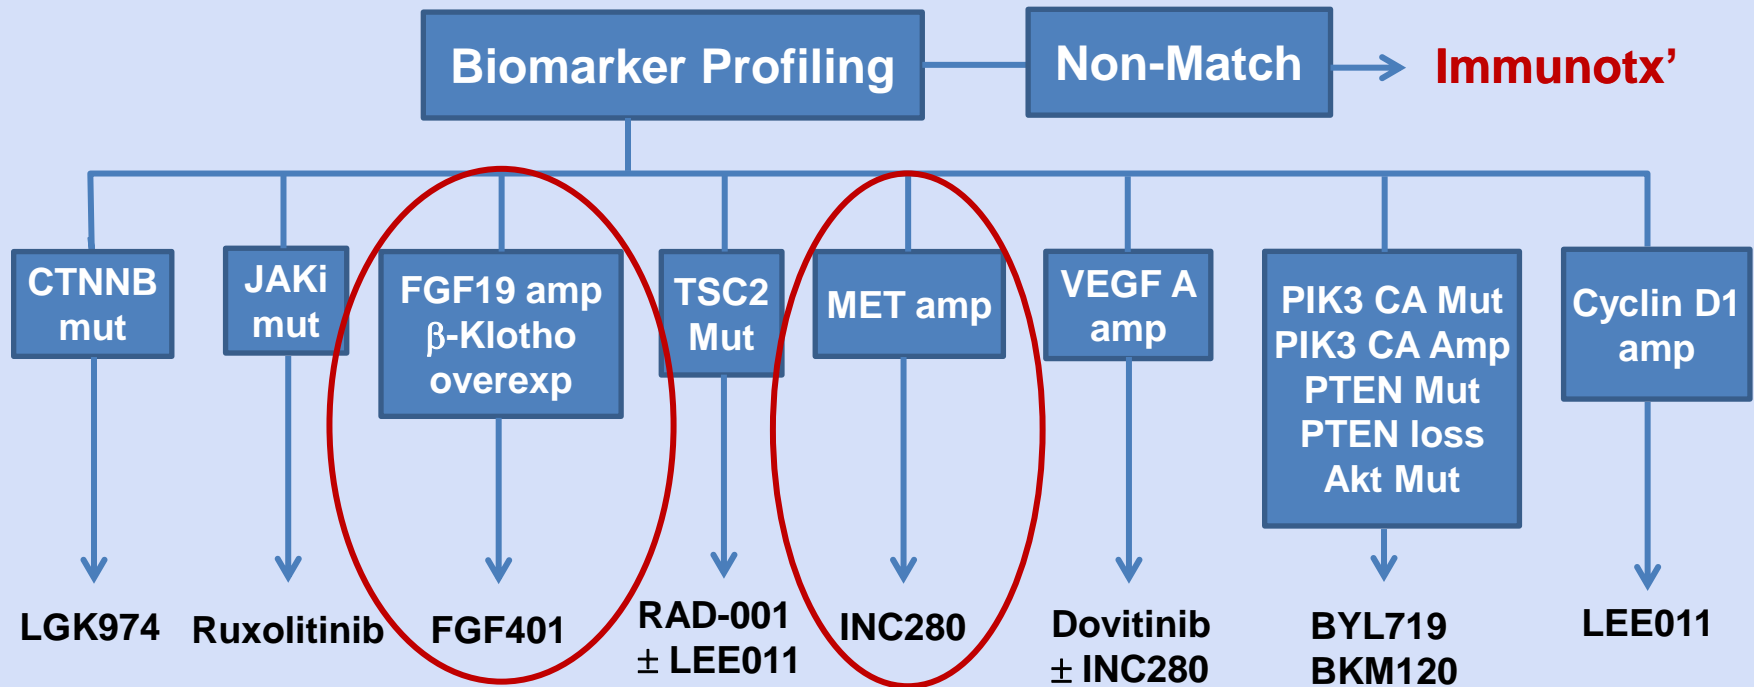 Biomarker Profiling
Non-Match
Immunotx’
CTNNB
mut
JAKi
mut
FGF19 amp
β-Klotho
overexp
TSC2
Mut
MET amp
VEGF A
amp
PIK3 CA Mut
PIK3 CA Amp
PTEN Mut
PTEN loss
Akt Mut
Cyclin D1
amp
LGK974
Ruxolitinib
FGF401
RAD-001
± LEE011
INC280
Dovitinib
± INC280
BYL719
BKM120
LEE011